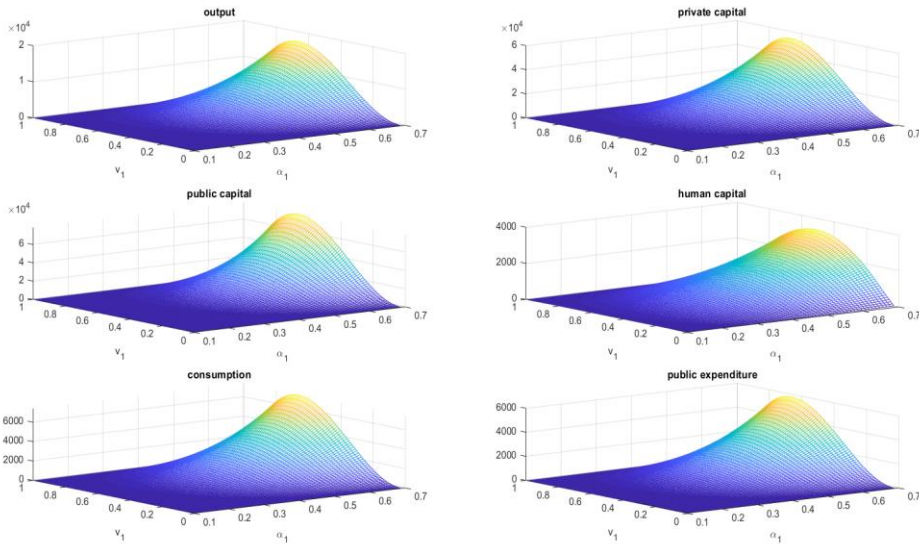 output
×10⁴
2
1
0
1 0.8 0.6 0.4 0.2 0
v₁
0.1 0.2 0.3 0.4 0.5 0.6 0.7
α₁
private capital
×10⁴
6
4
2
0
1 0.8 0.6 0.4 0.2 0
v₁
0.1 0.2 0.3 0.4 0.5 0.6 0.7
α₁
public capital
×10⁴
6
4
2
0
1 0.8 0.6 0.4 0.2 0
v₁
0.1 0.2 0.3 0.4 0.5 0.6 0.7
α₁
human capital
4000
2000
0
1 0.8 0.6 0.4 0.2 0
v₁
0.1 0.2 0.3 0.4 0.5 0.6 0.7
α₁
consumption
6000
4000
2000
0
1 0.8 0.6 0.4 0.2 0
v₁
0.1 0.2 0.3 0.4 0.5 0.6 0.7
α₁
public expenditure
6000
4000
2000
0
1 0.8 0.6 0.4 0.2 0
v₁
0.1 0.2 0.3 0.4 0.5 0.6 0.7
α₁